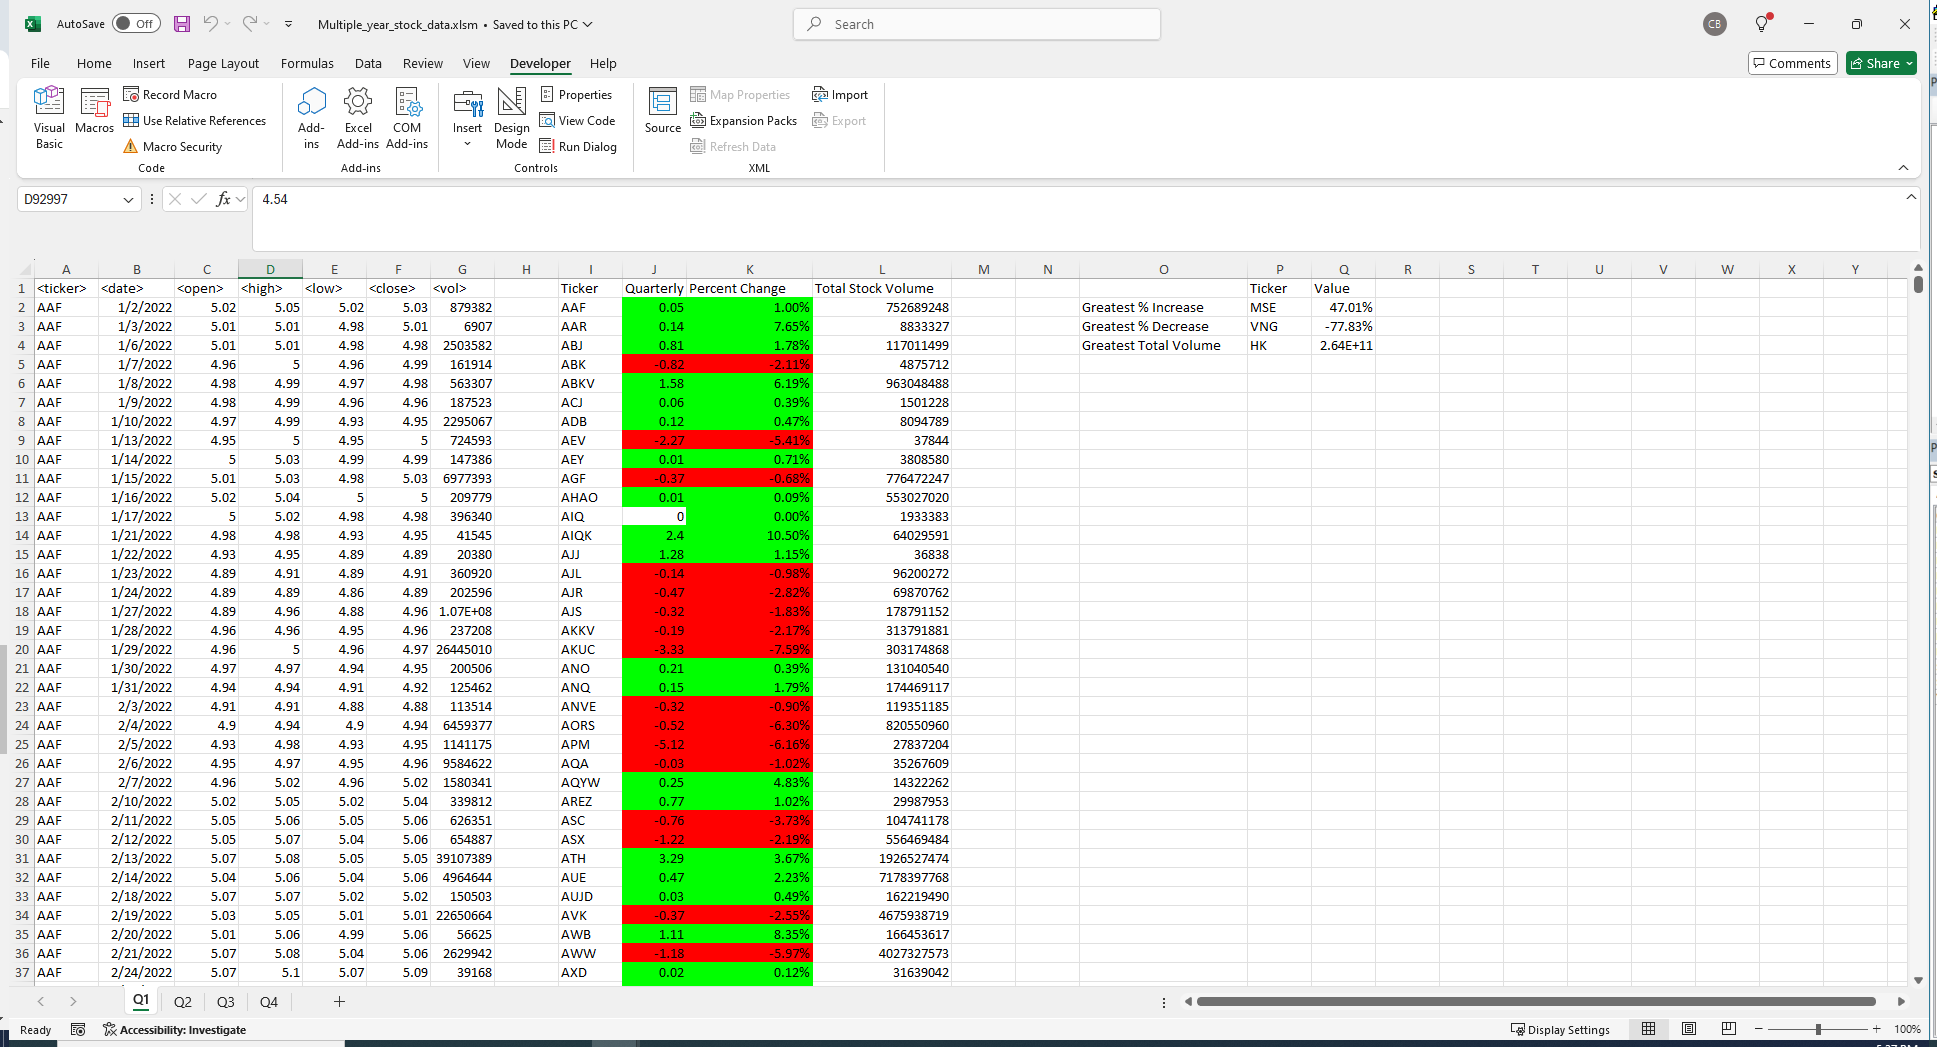 AutoSave Off Multiple_year_stock_data.xlsm • Saved to this PC Search CB
File Home Insert Page Layout Formulas Data Review View Developer Help Comments Share
Visual Basic Macros Record Macro Use Relative References Macro Security Code
Add-ins Excel Add-ins COM Add-ins Add-ins
Insert Design Mode Properties View Code Run Dialog Controls
Source Map Properties Expansion Packs Refresh Data Import Export XML
D92997 fx 4.54
A B C D E F G H I J K L M N O P Q R S T U V W X Y
1 <ticker> <date> <open> <high> <low> <close> <vol> Ticker Quarterly Percent Change Total Stock Volume Ticker Value
2 AAF 1/2/2022 5.02 5.05 5.02 5.03 879382 AAF 0.05 1.00% 752689248 Greatest % Increase MSE 47.01%
3 AAF 1/3/2022 5.01 5.01 4.98 5.01 6907 AAR 0.14 7.65% 8833327 Greatest % Decrease VNG -77.83%
4 AAF 1/6/2022 5.01 5.01 4.98 4.98 2503582 ABJ 0.81 1.78% 117011499 Greatest Total Volume HK 2.64E+11
5 AAF 1/7/2022 4.96 5 4.96 4.99 161914 ABK -0.82 -2.11% 4875712
6 AAF 1/8/2022 4.98 4.99 4.97 4.98 563307 ABKV 1.58 6.19% 963048488
7 AAF 1/9/2022 4.98 4.99 4.96 4.96 187523 ACJ 0.06 0.39% 1501228
8 AAF 1/10/2022 4.97 4.99 4.93 4.95 2295067 ADB 0.12 0.47% 8094789
9 AAF 1/13/2022 4.95 5 4.95 5 724593 AEV -2.27 -5.41% 37844
10 AAF 1/14/2022 5 5.03 4.99 4.99 147386 AEY 0.01 0.71% 3808580
11 AAF 1/15/2022 5.01 5.03 4.98 5.03 6977393 AGF -0.37 -0.68% 776472247
12 AAF 1/16/2022 5.02 5.04 5 5 209779 AHAO 0.01 0.09% 553027020
13 AAF 1/17/2022 5 5.02 4.98 4.98 396340 AIQ 0 0.00% 1933383
14 AAF 1/21/2022 4.98 4.98 4.93 4.95 41545 AIQK 2.4 10.50% 64029591
15 AAF 1/22/2022 4.93 4.95 4.89 4.89 20380 AJJ 1.28 1.15% 36838
16 AAF 1/23/2022 4.89 4.91 4.89 4.91 360920 AJL -0.14 -0.98% 96200272
17 AAF 1/24/2022 4.89 4.89 4.86 4.89 202596 AJR -0.47 -2.82% 69870762
18 AAF 1/27/2022 4.89 4.96 4.88 4.96 1.07E+08 AJS -0.32 -1.83% 178791152
19 AAF 1/28/2022 4.96 4.96 4.95 4.96 237208 AKKV -0.19 -2.17% 313791881
20 AAF 1/29/2022 4.96 5 4.96 4.97 26445010 AKUC -3.33 -7.59% 303174868
21 AAF 1/30/2022 4.97 4.97 4.94 4.95 200506 ANO 0.21 0.39% 131040540
22 AAF 1/31/2022 4.94 4.94 4.91 4.92 125462 ANQ 0.15 1.79% 174469117
23 AAF 2/3/2022 4.91 4.91 4.88 4.88 113514 ANVE -0.32 -0.90% 119351185
24 AAF 2/4/2022 4.9 4.94 4.9 4.94 6459377 AORS -0.52 -6.30% 820550960
25 AAF 2/5/2022 4.93 4.98 4.93 4.95 1141175 APM -5.12 -6.16% 27837204
26 AAF 2/6/2022 4.95 4.97 4.95 4.96 9584622 AQA -0.03 -1.02% 35267609
27 AAF 2/7/2022 4.96 5.02 4.96 5.02 1580341 AQYW 0.25 4.83% 14322262
28 AAF 2/10/2022 5.02 5.05 5.02 5.04 339812 AREZ 0.77 1.02% 29987953
29 AAF 2/11/2022 5.05 5.06 5.05 5.06 626351 ASC -0.76 -3.73% 104741178
30 AAF 2/12/2022 5.05 5.07 5.04 5.06 654887 ASX -1.22 -2.19% 556469484
31 AAF 2/13/2022 5.07 5.08 5.05 5.05 39107389 ATH 3.29 3.67% 1926527474
32 AAF 2/14/2022 5.04 5.06 5.04 5.06 4964644 AUE 0.47 2.23% 7178397768
33 AAF 2/18/2022 5.07 5.07 5.02 5.02 150503 AUJD 0.03 0.49% 162219490
34 AAF 2/19/2022 5.03 5.05 5.01 5.01 22650664 AVK -0.37 -2.55% 4675938719
35 AAF 2/20/2022 5.01 5.06 4.99 5.06 56625 AWB 1.11 8.35% 166453617
36 AAF 2/21/2022 5.07 5.08 5.04 5.06 2629942 AWW -1.18 -5.97% 4027327573
37 AAF 2/24/2022 5.07 5.1 5.07 5.09 39168 AXD 0.02 0.12% 31639042
Q1 Q2 Q3 Q4
Ready Accessibility: Investigate Display Settings 100%